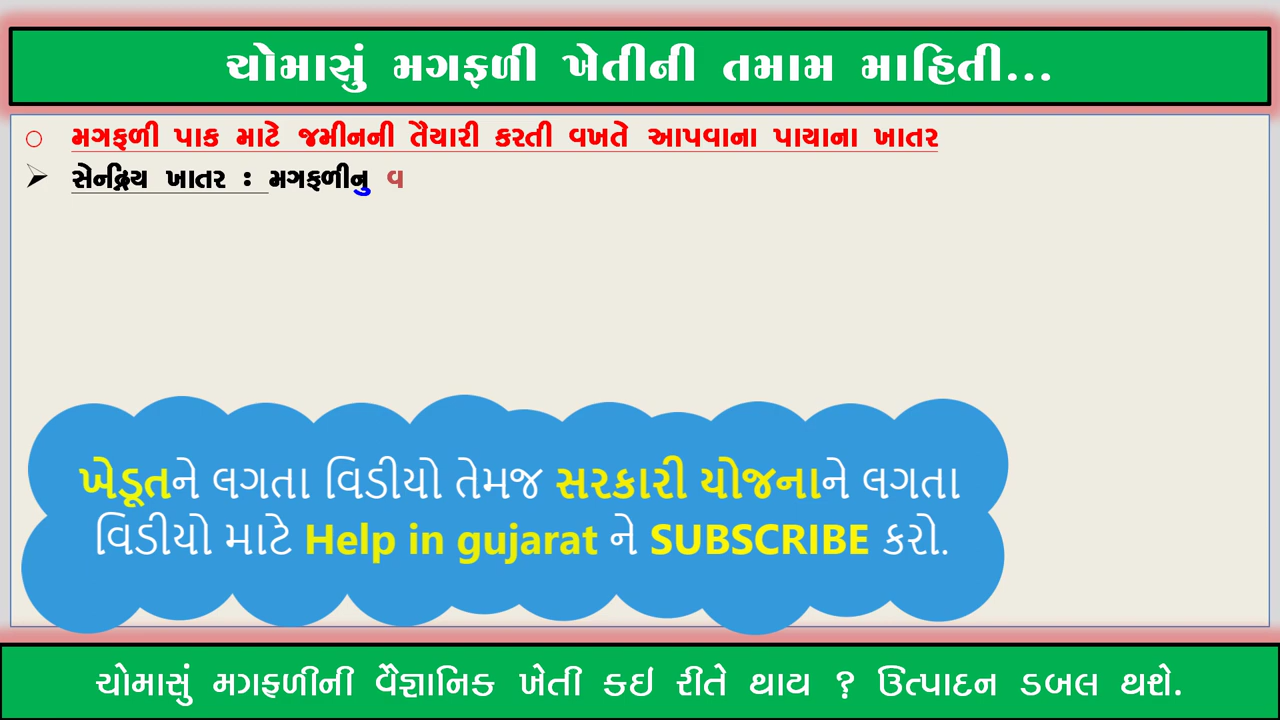 ચોમાસું મગફળી ખેતીની તમામ માહિતી...
મગફળી પાક માટે જમીનની તૈયારી કરતી વખતે આપવાના પાયાના ખાતર
સેન્દ્રિય ખાતર : મગફળીનુ વ
ખેડૂતને લગતા વિડીયો તેમજ સરકારી યોજનાને લગતા
વિડીયો માટે Help in gujarat ને SUBSCRIBE કરો.
ચોમાસું મગફળીની વૈજ્ઞાનિક ખેતી કઈ રીતે થાય ? ઉત્પાદન ડબલ થશે.